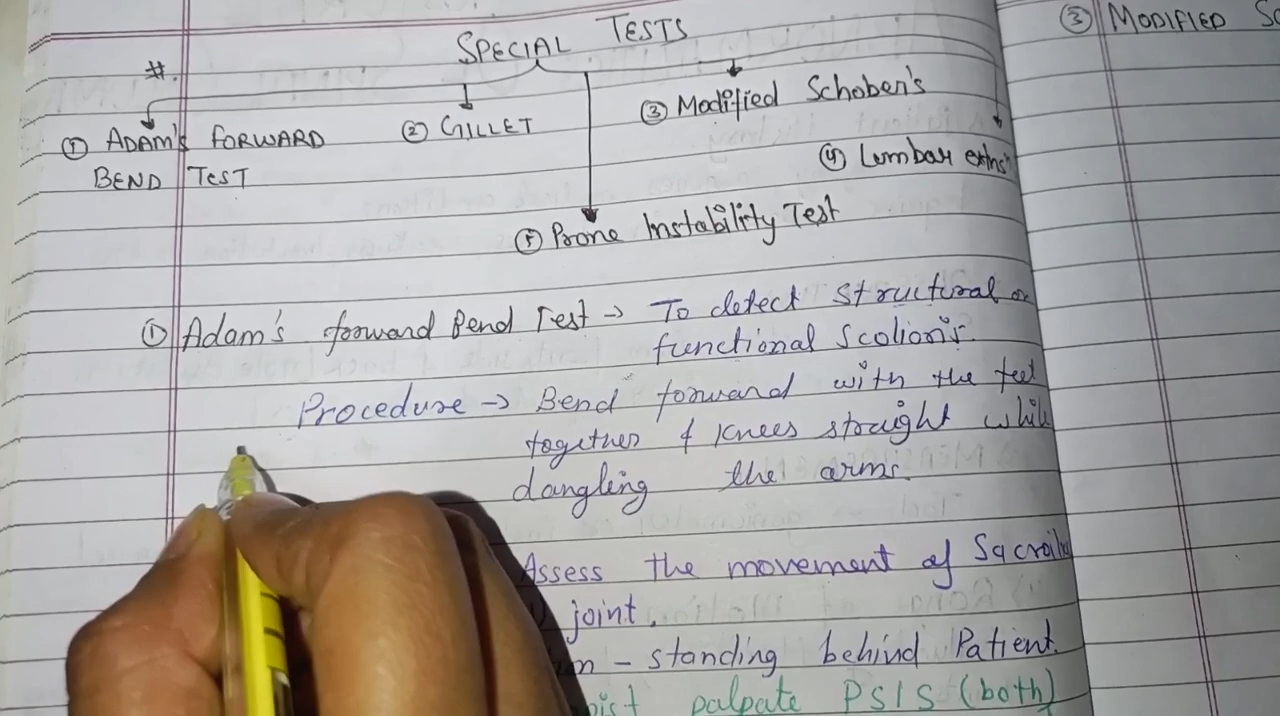 SPECIAL TESTS
#.
① ADAM's FORWARD
BEND TEST
② GILLET
③ Modified Schober's
④ Lumbar extns
⑤ Prone Instability Test
① Adam's forward Bend Test → To detect structural or
functional Scoliosis.
Procedure → Bend forward with the feet
together & knees straight while
dangling the arms.
Assess the movement of
joint.
- standing behind Patient.
palpate PSIS (both)
③ MODIFIED